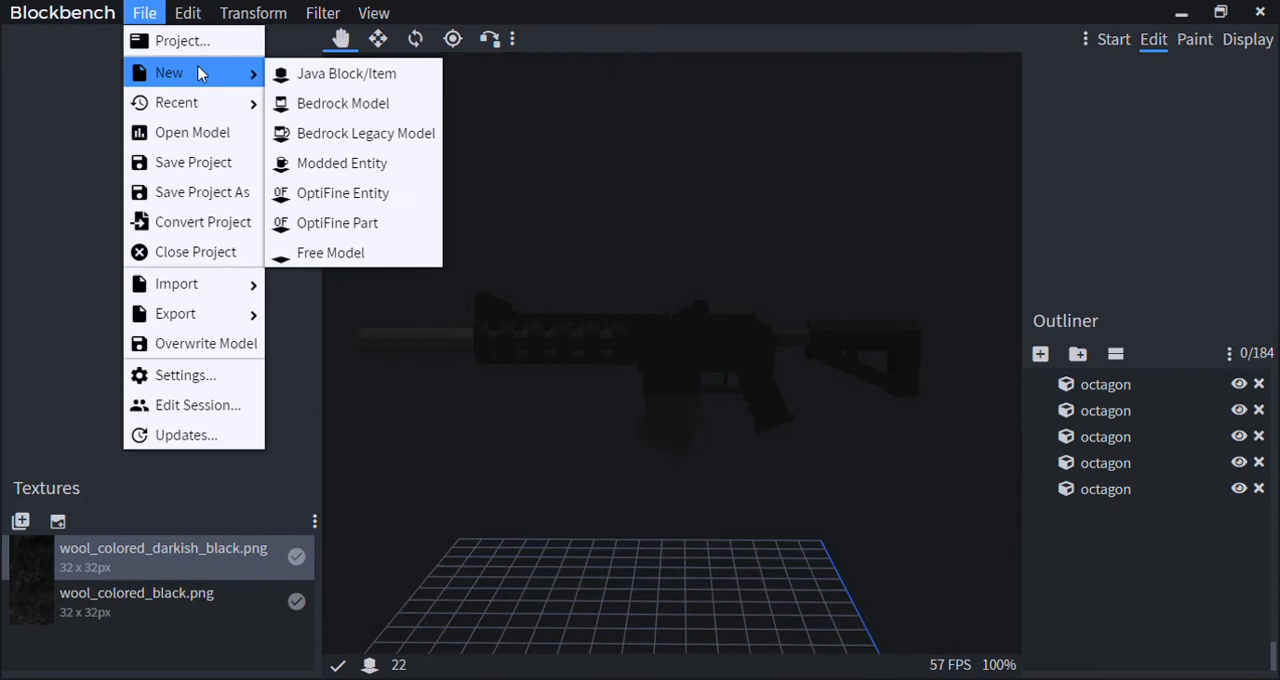 Blockbench File Edit Transform Filter View
Start Edit Paint Display
Project...
New
Recent
Open Model
Save Project
Save Project As
Convert Project
Close Project
Import
Export
Overwrite Model
Settings...
Edit Session...
Updates...
Java Block/Item
Bedrock Model
Bedrock Legacy Model
Modded Entity
OF OptiFine Entity
OF OptiFine Part
Free Model
Outliner
0/184
octagon
octagon
octagon
octagon
octagon
Textures
wool_colored_darkish_black.png
32 x 32px
wool_colored_black.png
32 x 32px
22
57 FPS 100%